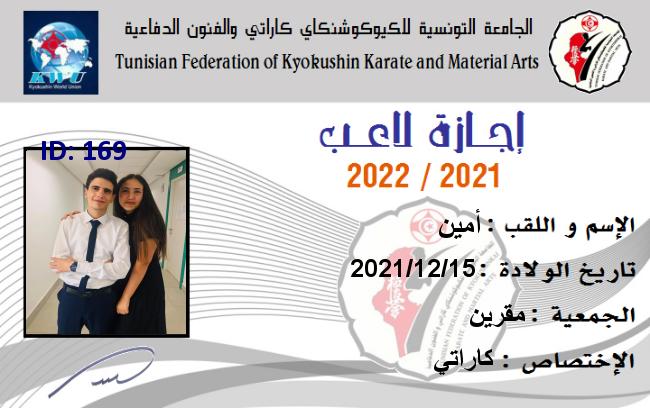 الجامعة التونسية للكيوكوشنكاي كاراتي والفنون الدفاعية
Tunisian Federation of Kyokushin Karate and Material Arts
KWU
Kyokushin World Union
إجازة لاعب
2022 / 2021
ID: 169
الإسم و اللقب : أمين
تاريخ الولادة : 2021/12/15
الجمعية : مقرين
الإختصاص : كاراتي